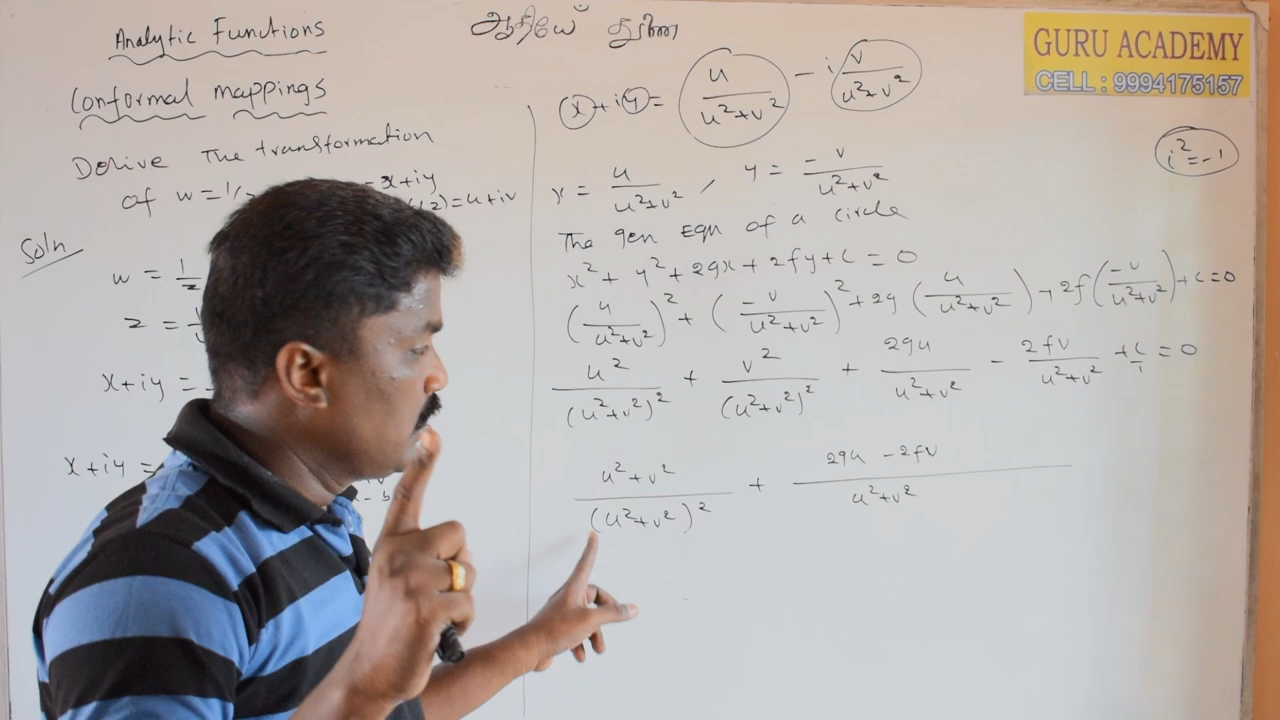 Analytic Functions
Conformal mappings
Derive The transformation
of w = 1/ = x+iy
= u+iv
Soln
w = 1/z
z = 1/
x+iy =
x+iy =
ஆதியே துணை
x+iy = u/(u²+v²) - i v/(u²+v²)
x = u/(u²+v²) , y = -v/(u²+v²)
The gen Eqn of a circle
x² + y² + 2gx + 2fy + c = 0
(u/(u²+v²))² + (-v/(u²+v²))² + 2g (u/(u²+v²)) + 2f (-v/(u²+v²)) + c = 0
u²/(u²+v²)² + v²/(u²+v²)² + 2gu/(u²+v²) - 2fv/(u²+v²) + c/1 = 0
u²+v²/(u²+v²)² + 2gu - 2fv/u²+v²
GURU ACADEMY
CELL : 9994175157
i² = -1